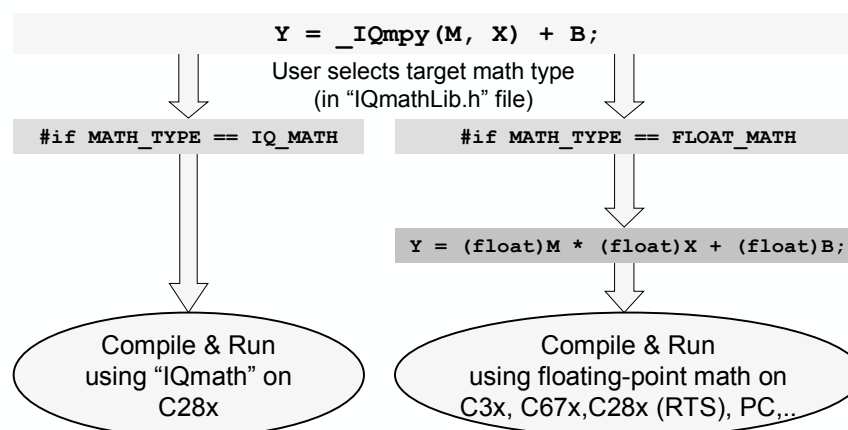 Y = _IQmpy(M, X) + B;
User selects target math type
(in “IQmathLib.h” file)
#if MATH_TYPE == IQ_MATH
#if MATH_TYPE == FLOAT_MATH
Y = (float)M * (float)X + (float)B;
Compile & Run
using “IQmath” on
C28x
Compile & Run
using floating-point math on
C3x, C67x,C28x (RTS), PC,..